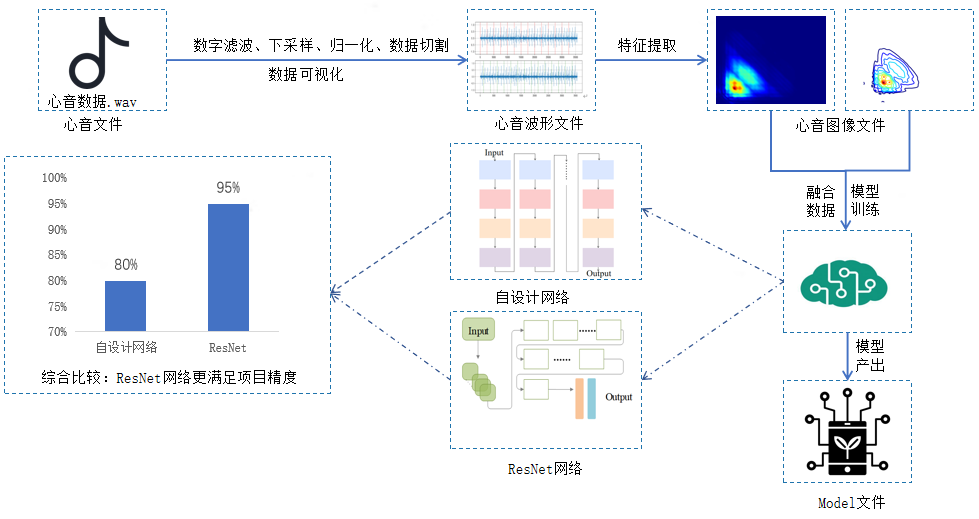 心音数据.wav
心音文件
数字滤波、下采样、归一化、数据切割
数据可视化
心音波形文件
特征提取
心音图像文件
融合
数据
模型
训练
模型
产出
Model文件
Input
Output
自设计网络
Input
Output
ResNet网络
100%
95%
90%
85%
80%
75%
70%
80%
95%
自设计网络
ResNet
综合比较：ResNet网络更满足项目精度